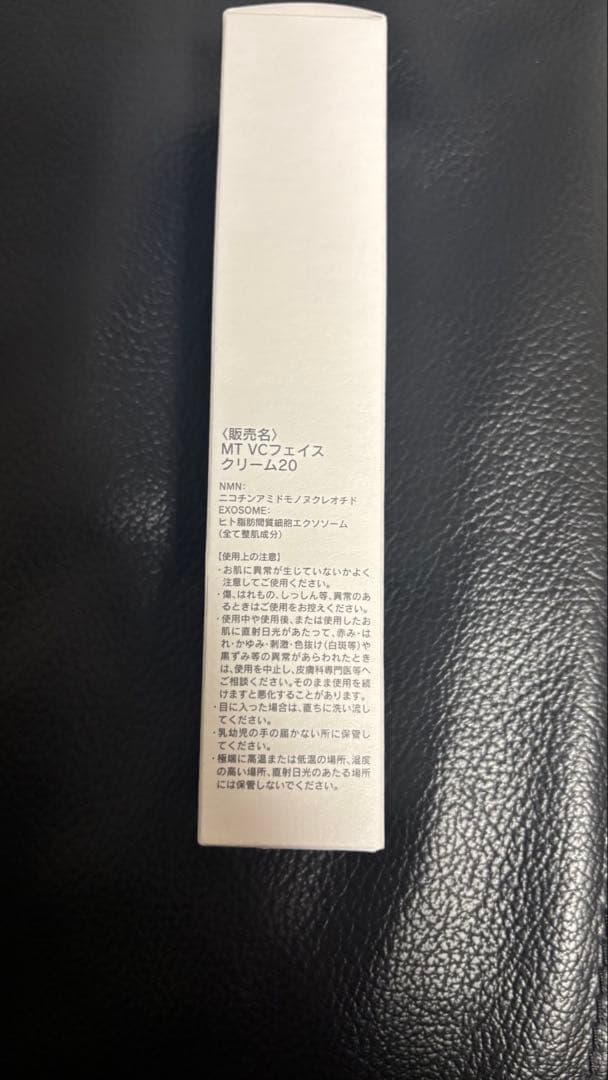 〈販売名〉
MT VCフェイス
クリーム20
NMN:
ニコチンアミドモノヌクレオチド
EXOSOME:
ヒト脂肪間質細胞エクソソーム
(全て整肌成分)
【使用上の注意】
・お肌に異常が生じていないかよく
注意してご使用ください。
・傷、はれもの、しっしん等、異常のあ
るときはご使用をお控えください。
・使用中や使用後、または使用したお
肌に直射日光があたって、赤み・は
れ・かゆみ・刺激・色抜け(白斑等)や
黒ずみ等の異常があらわれたとき
は、使用を中止し、皮膚科専門医等へ
ご相談ください。そのまま使用を続
けますと悪化することがあります。
・目に入った場合は、直ちに洗い流し
てください。
・乳幼児の手の届かない所に保管し
てください。
・極端に高温または低温の場所、湿度
の高い場所、直射日光のあたる場所
には保管しないでください。